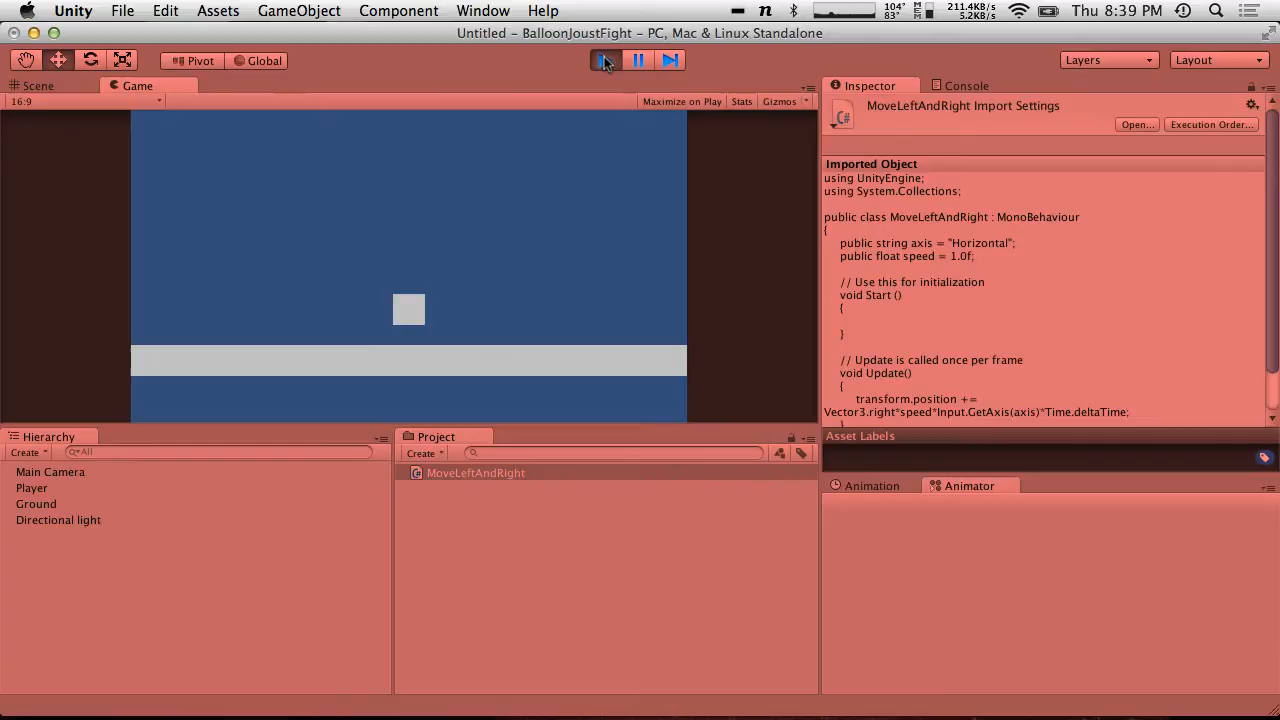 Unity File Edit Assets GameObject Component Window Help 104° 83° MEM 211.4KB/s 5.2KB/s Thu 8:39 PM
Untitled - BalloonJoustFight - PC, Mac & Linux Standalone
Pivot Global Layers Layout
Scene Game Inspector Console
16:9 Maximize on Play Stats Gizmos
MoveLeftAndRight Import Settings
Open... Execution Order...
Imported Object
using UnityEngine;
using System.Collections;
public class MoveLeftAndRight : MonoBehaviour
{
public string axis = "Horizontal";
public float speed = 1.0f;
// Use this for initialization
void Start ()
{
}
// Update is called once per frame
void Update()
{
transform.position +=
Vector3.right*speed*Input.GetAxis(axis)*Time.deltaTime;
}
Asset Labels
Hierarchy Project
Create All Create
Main Camera
Player
Ground
Directional light
C# MoveLeftAndRight
Animation Animator